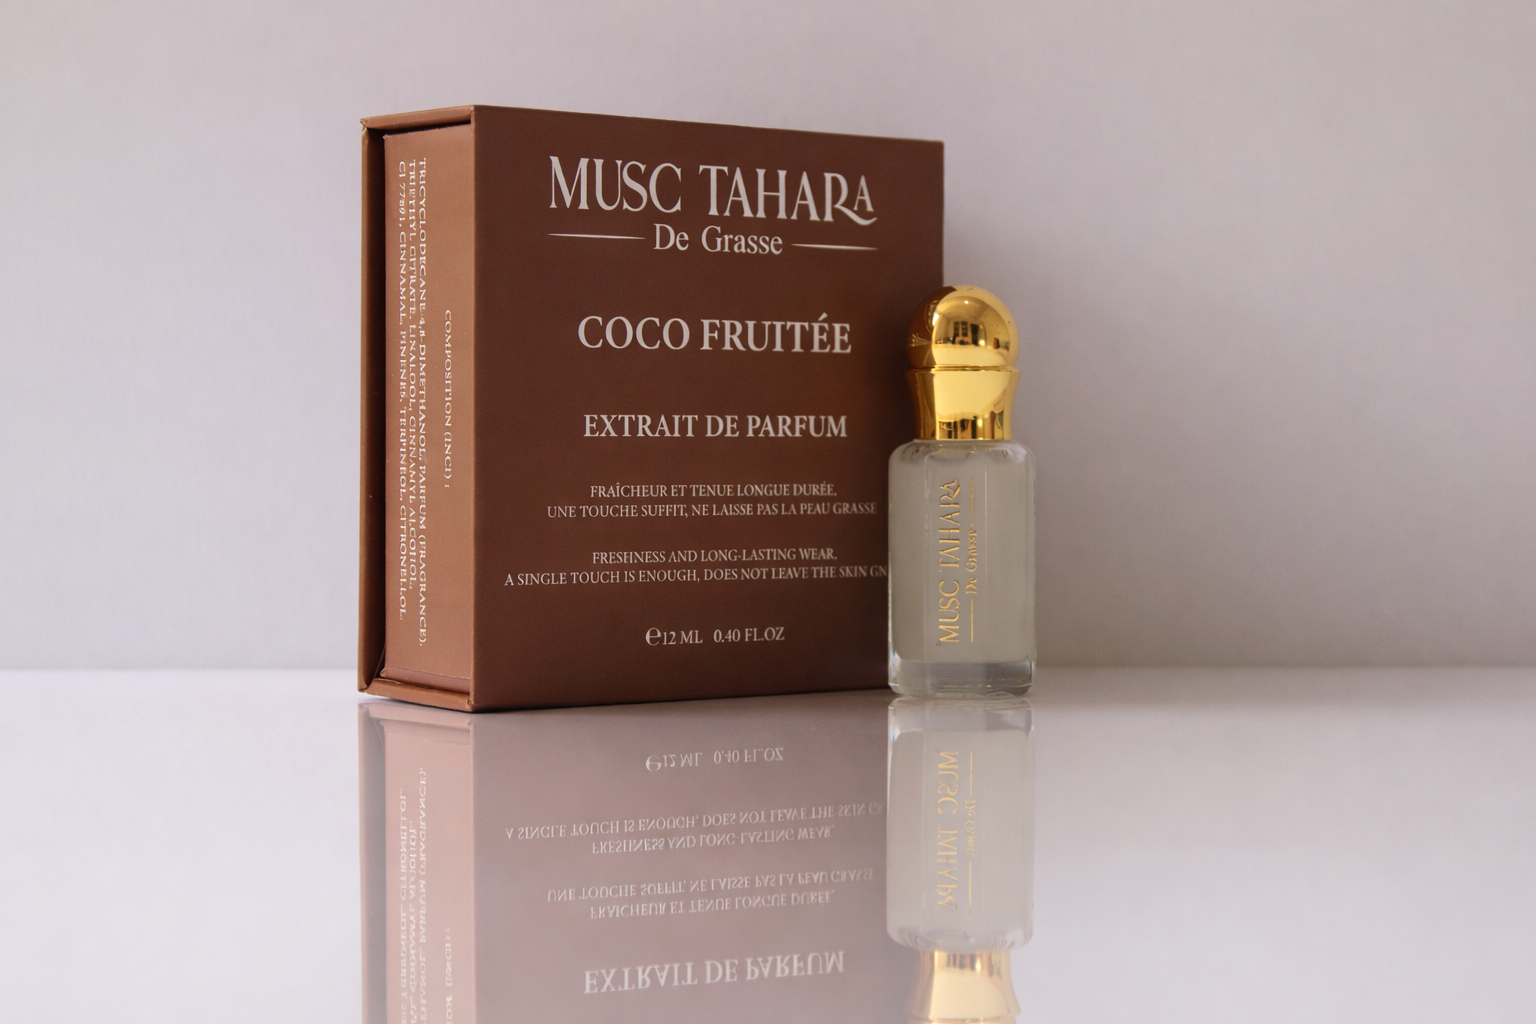 MUSC TAHARA
De Grasse
COCO FRUITÉE
EXTRAIT DE PARFUM
FRAÎCHEUR ET TENUE LONGUE DURÉE,
UNE TOUCHE SUFFIT, NE LAISSE PAS LA PEAU GRASSE
FRESHNESS AND LONG-LASTING WEAR.
A SINGLE TOUCH IS ENOUGH, DOES NOT LEAVE THE SKIN
℮12 ML 0.40 FL.OZ
COMPOSITION (INCI) :
TRICYCLODECANE-4,8-DIMETHANOL, PARFUM (FRAGRANCE),
TRIETHYL CITRATE, LINALOOL, CINNAMYL ALCOHOL,
CINNAMAL, PINENES, TERPINEOL, CITRONELLOL
MUSC TAHARA
De Grasse